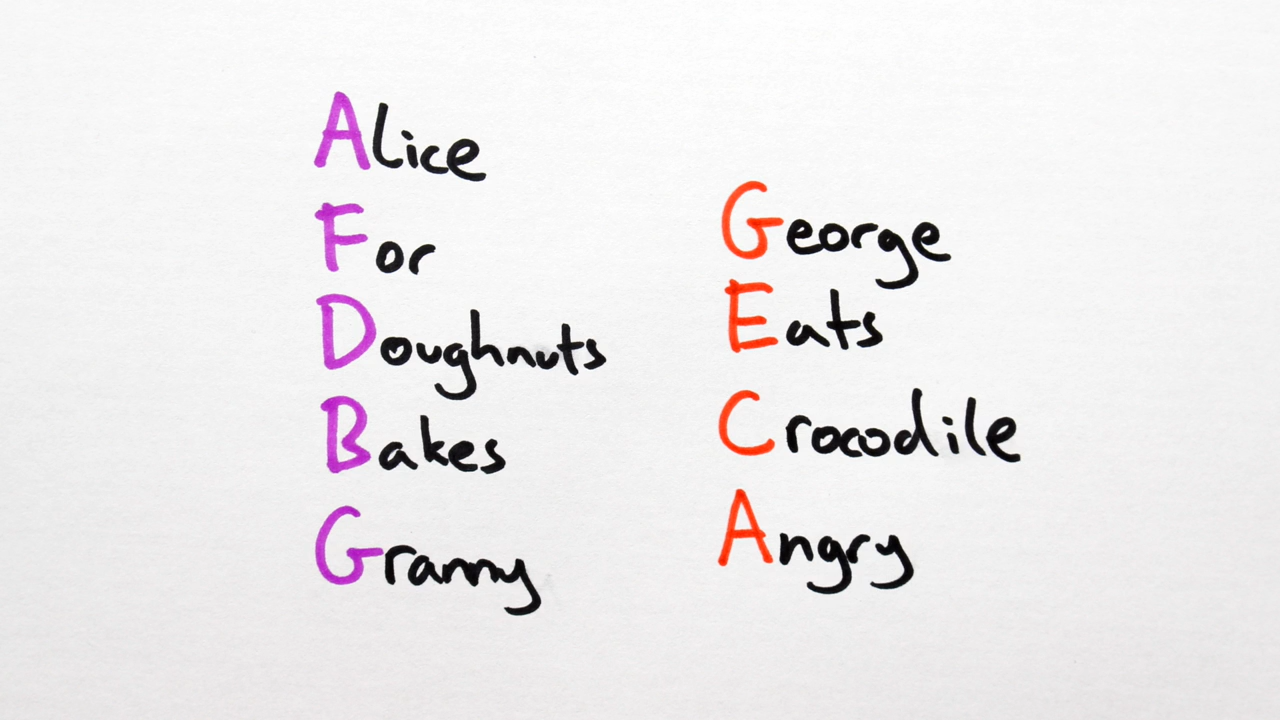 Alice
For
Doughnuts
Bakes
Granny
George
Eats
Crocodile
Angry